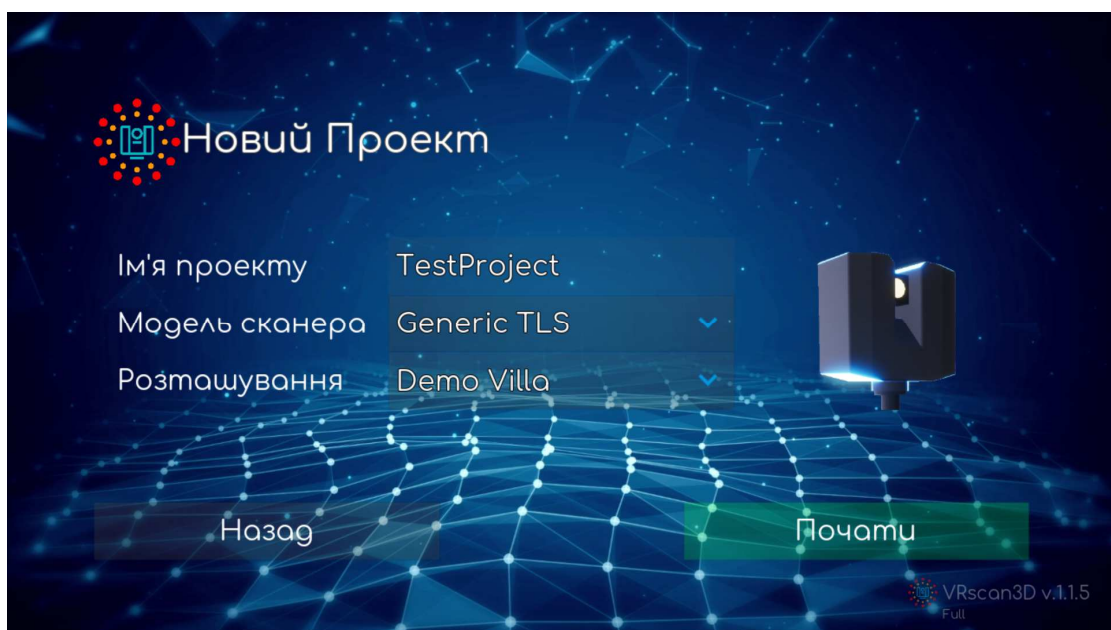 Новий Проект
Ім'я проекту TestProject
Модель сканера Generic TLS
Розташування Demo Villa
Назад Почати
VRscan3D v.1.1.5
Full